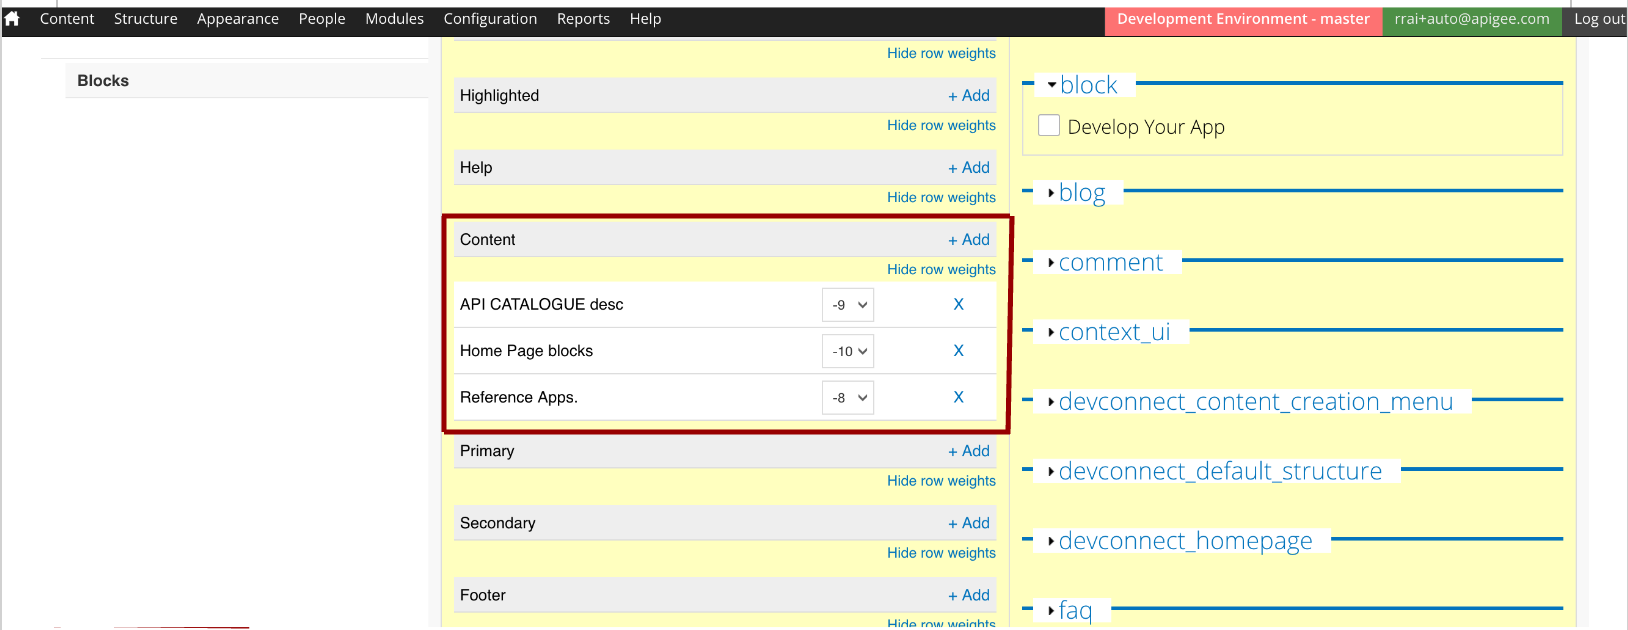 Content Structure Appearance People Modules Configuration Reports Help Development Environment - master rrai+auto@apigee.com Log out
Blocks
Hide row weights
Highlighted + Add
Hide row weights
Help + Add
Hide row weights
Content + Add
Hide row weights
API CATALOGUE desc -9 X
Home Page blocks -10 X
Reference Apps. -8 X
Primary + Add
Hide row weights
Secondary + Add
Hide row weights
Footer + Add
Hide row weights
block
Develop Your App
blog
comment
context_ui
devconnect_content_creation_menu
devconnect_default_structure
devconnect_homepage
faq